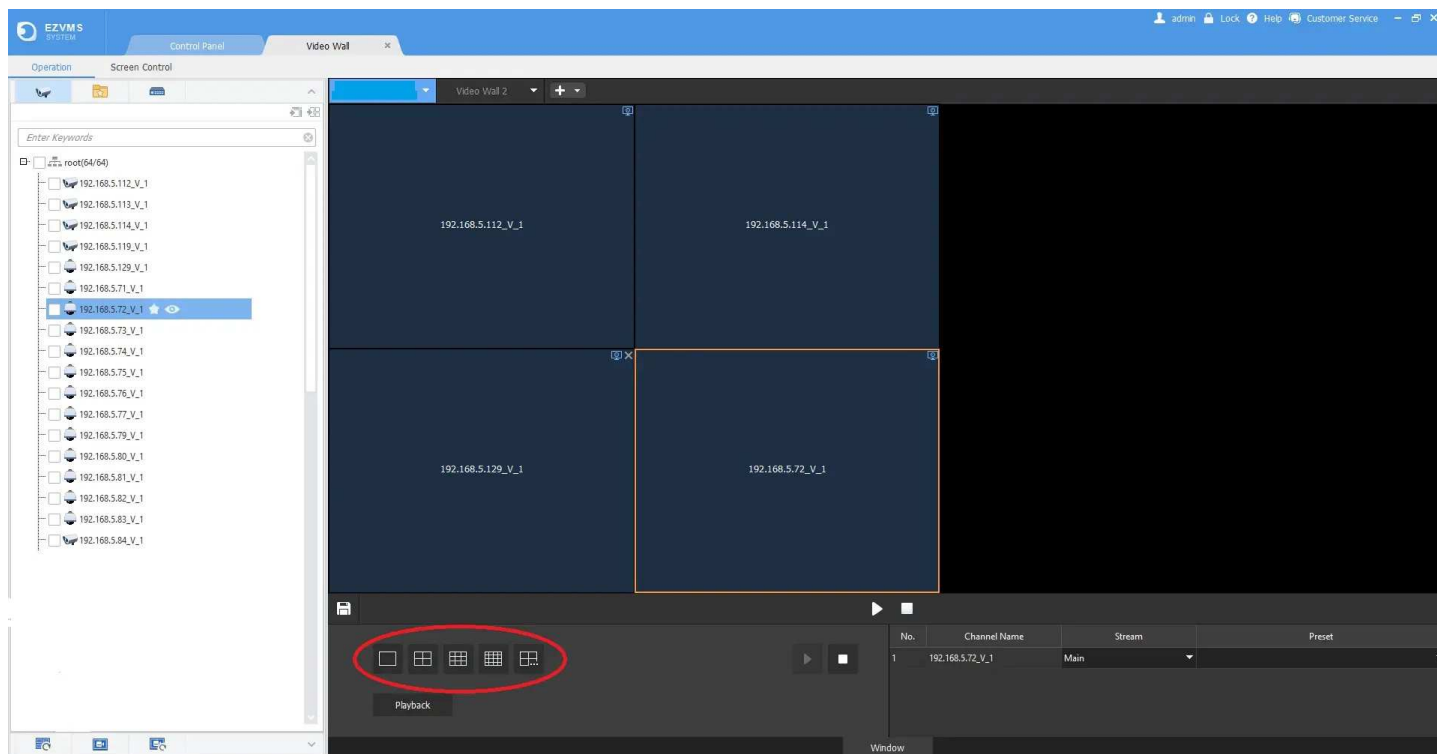 EZVMS
SYSTEM
Control Panel
Video Wall
admin Lock Help Customer Service
Operation Screen Control
Video Wall 2
Enter Keywords
root(64/64)
192.168.5.112_V_1
192.168.5.113_V_1
192.168.5.114_V_1
192.168.5.119_V_1
192.168.5.129_V_1
192.168.5.71_V_1
192.168.5.72_V_1
192.168.5.73_V_1
192.168.5.74_V_1
192.168.5.75_V_1
192.168.5.76_V_1
192.168.5.77_V_1
192.168.5.79_V_1
192.168.5.80_V_1
192.168.5.81_V_1
192.168.5.82_V_1
192.168.5.83_V_1
192.168.5.84_V_1
192.168.5.112_V_1
192.168.5.114_V_1
192.168.5.129_V_1
192.168.5.72_V_1
Playback
No. Channel Name Stream Preset
1 192.168.5.72_V_1 Main
Window